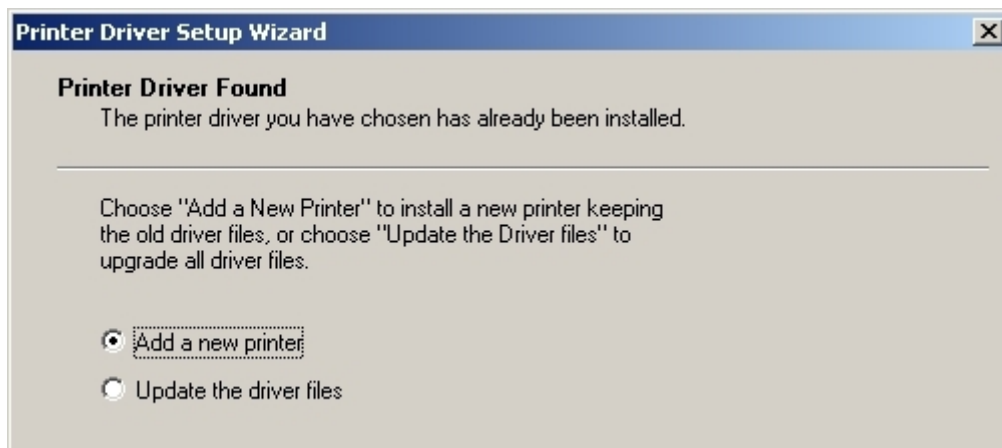 Printer Driver Setup Wizard
Printer Driver Found
The printer driver you have chosen has already been installed.
Choose "Add a New Printer" to install a new printer keeping
the old driver files, or choose "Update the Driver files" to
upgrade all driver files.
Add a new printer
Update the driver files